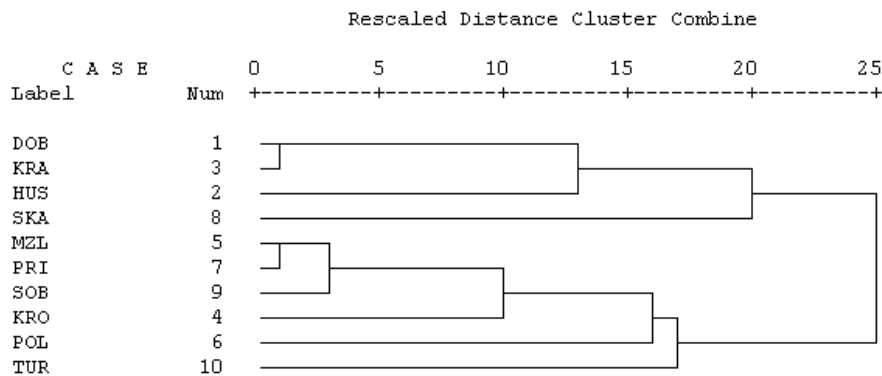 Rescaled Distance Cluster Combine
C A S E 0 5 10 15 20 25
Label Num +---------+---------+---------+---------+---------+
DOB 1
KRA 3
HUS 2
SKA 8
MZL 5
PRI 7
SOB 9
KRO 4
POL 6
TUR 10